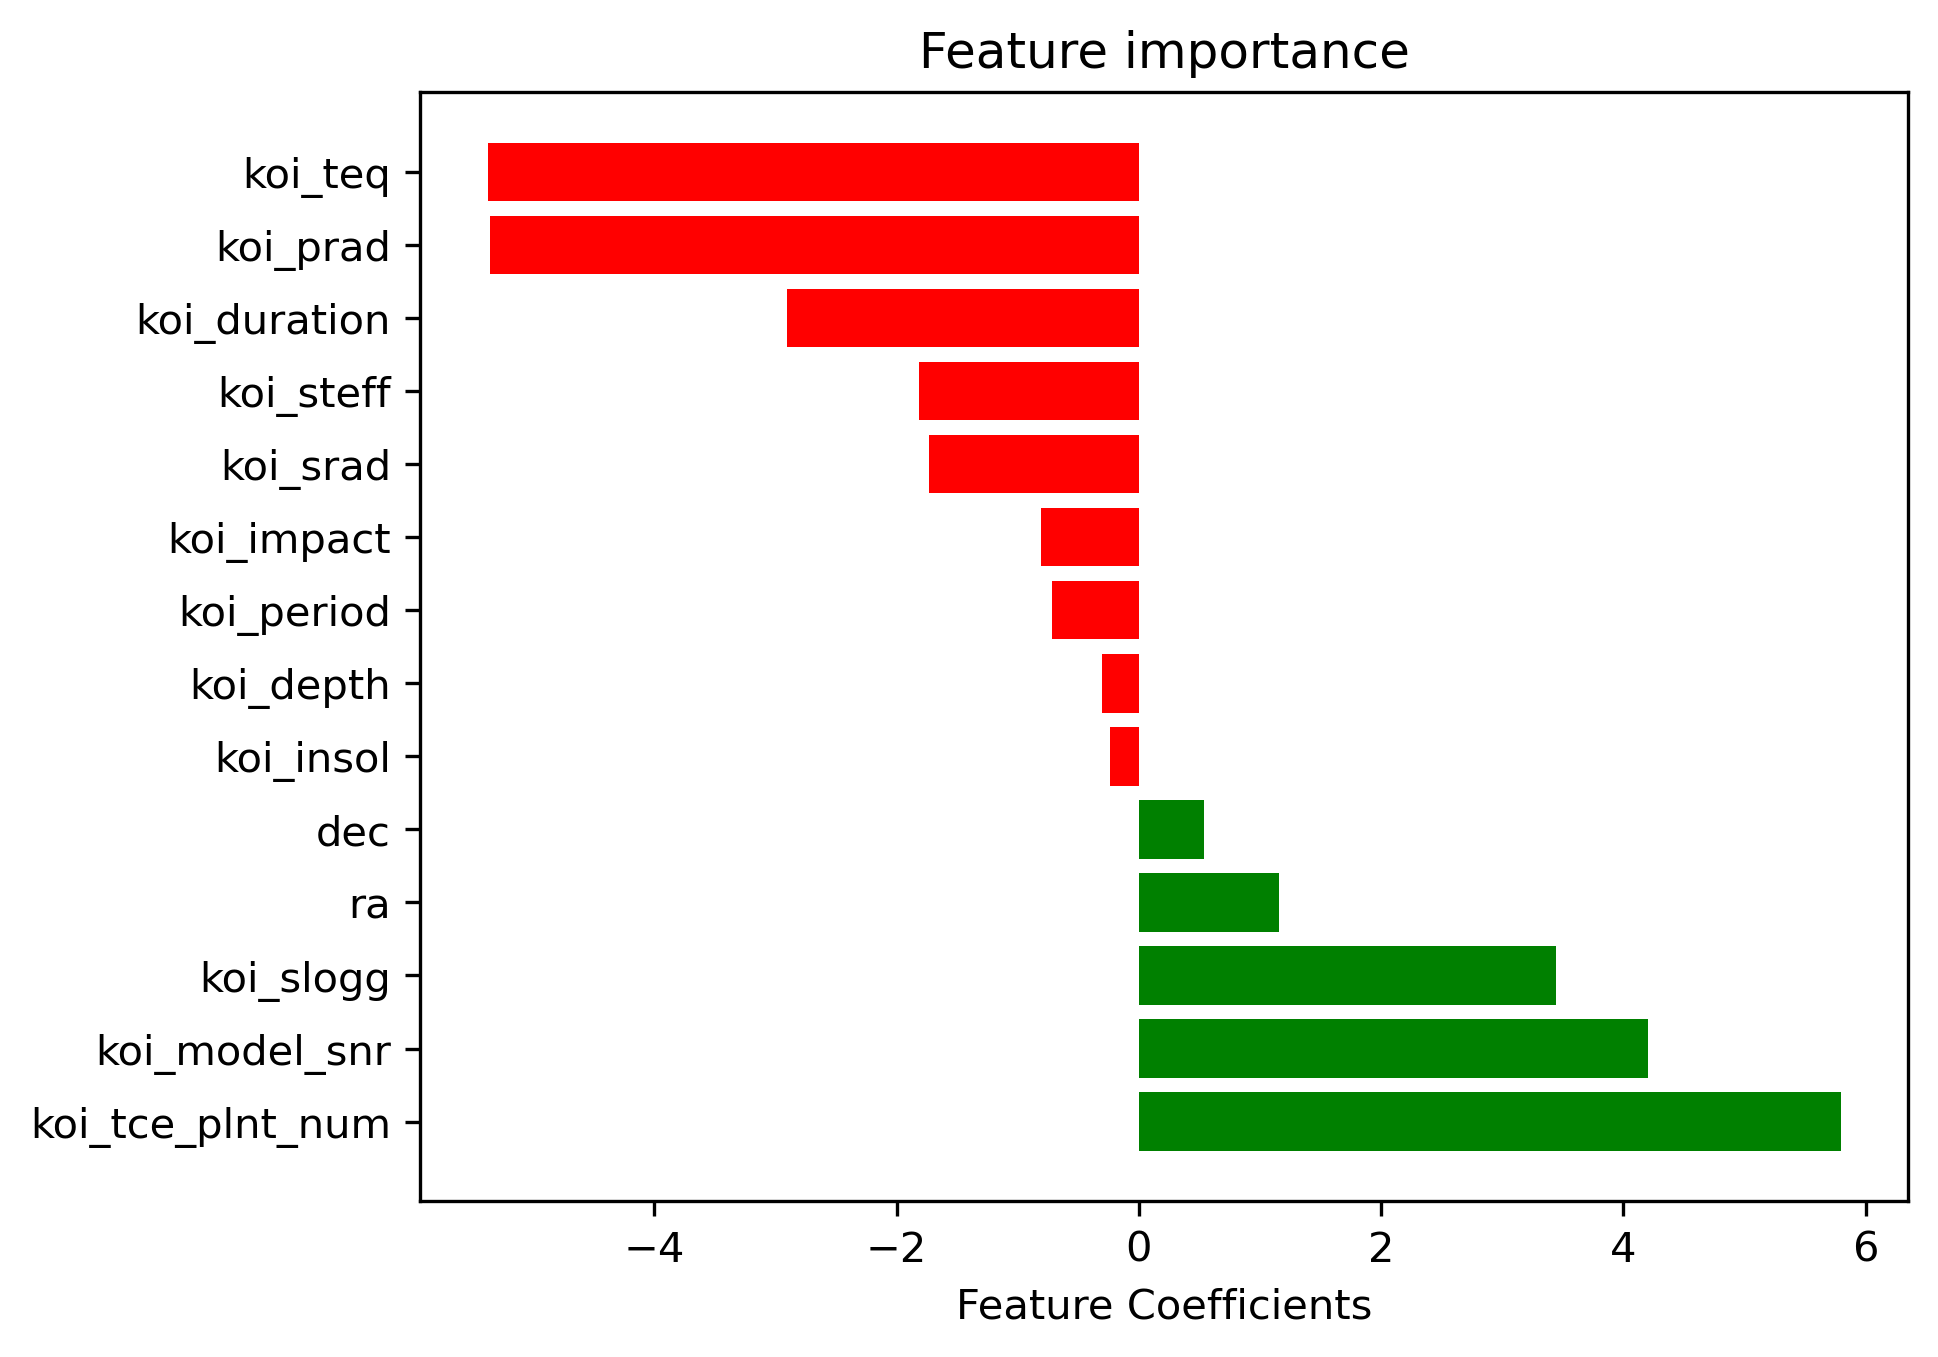 Feature importance
koi_teq
koi_prad
koi_duration
koi_steff
koi_srad
koi_impact
koi_period
koi_depth
koi_insol
dec
ra
koi_slogg
koi_model_snr
koi_tce_plnt_num
−4 −2 0 2 4 6
Feature Coefficients